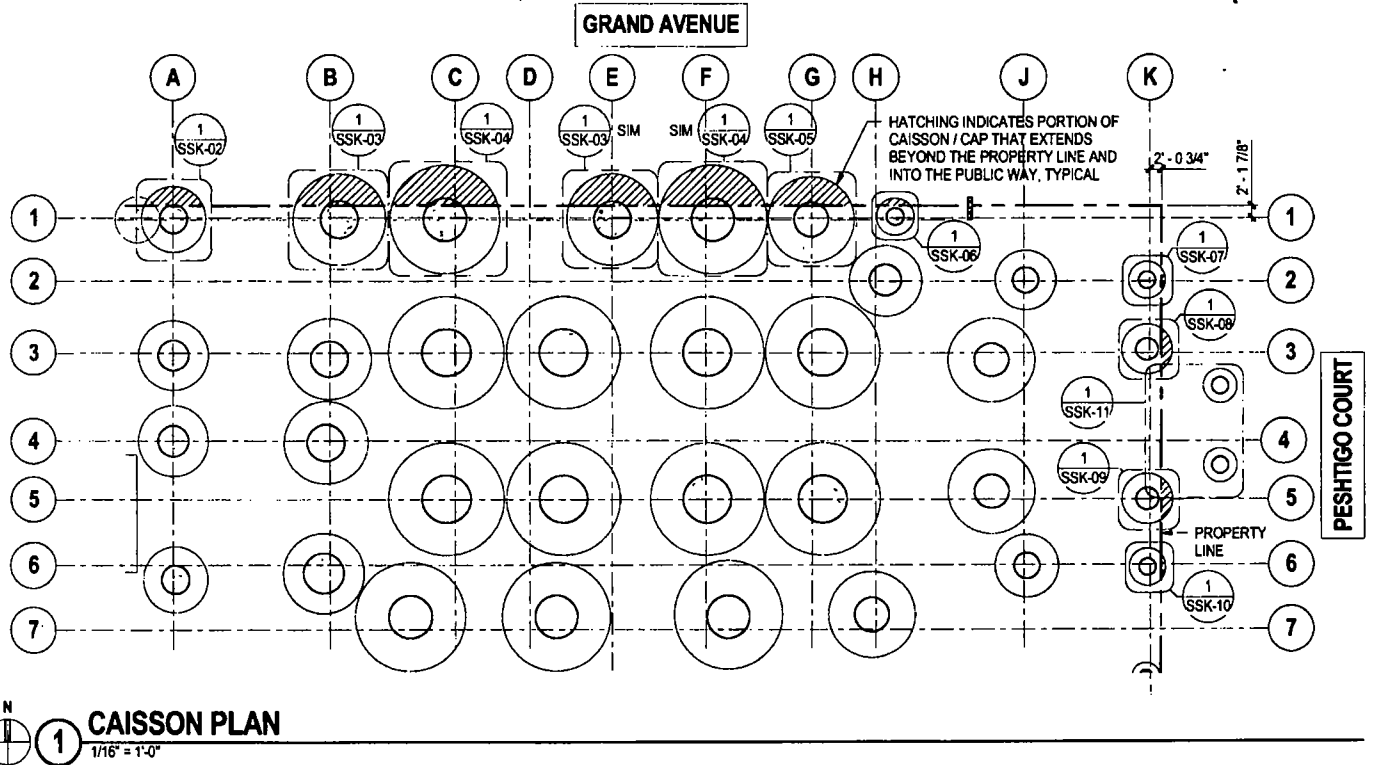 GRAND AVENUE
A
B
C
D
E
F
G
H
J
K
1
SSK-02
1
SSK-03
1
SSK-04
1
SSK-03
SIM
SIM
1
SSK-04
1
SSK-05
HATCHING INDICATES PORTION OF
CAISSON / CAP THAT EXTENDS
BEYOND THE PROPERTY LINE AND
INTO THE PUBLIC WAY, TYPICAL
2' - 0 3/4"
2' - 1 7/8"
1
1
1
SSK-06
1
SSK-07
2
2
1
SSK-08
3
3
1
SSK-11
4
4
1
SSK-09
5
5
PESHTIGO COURT
PROPERTY
LINE
6
6
1
SSK-10
7
7
N
1
CAISSON PLAN
1/16" = 1'-0"